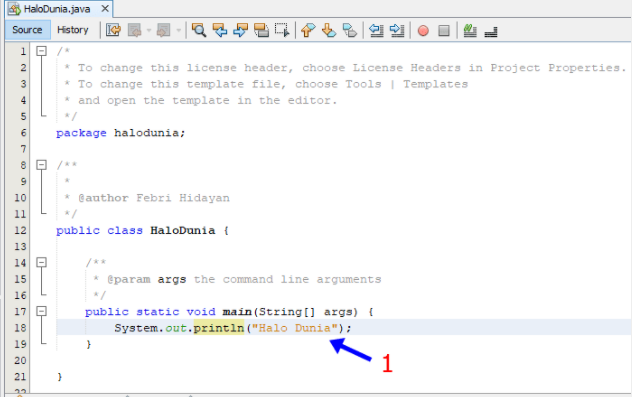 HaloDunia.java
Source History
1 /*
2 * To change this license header, choose License Headers in Project Properties.
3 * To change this template file, choose Tools | Templates
4 * and open the template in the editor.
5 */
6 package halodunia;
7
8 /**
9 *
10 * @author Febri Hidayan
11 */
12 public class HaloDunia {
13
14 /**
15 * @param args the command line arguments
16 */
17 public static void main(String[] args) {
18 System.out.println("Halo Dunia");
19 }
20
21 }
22
1